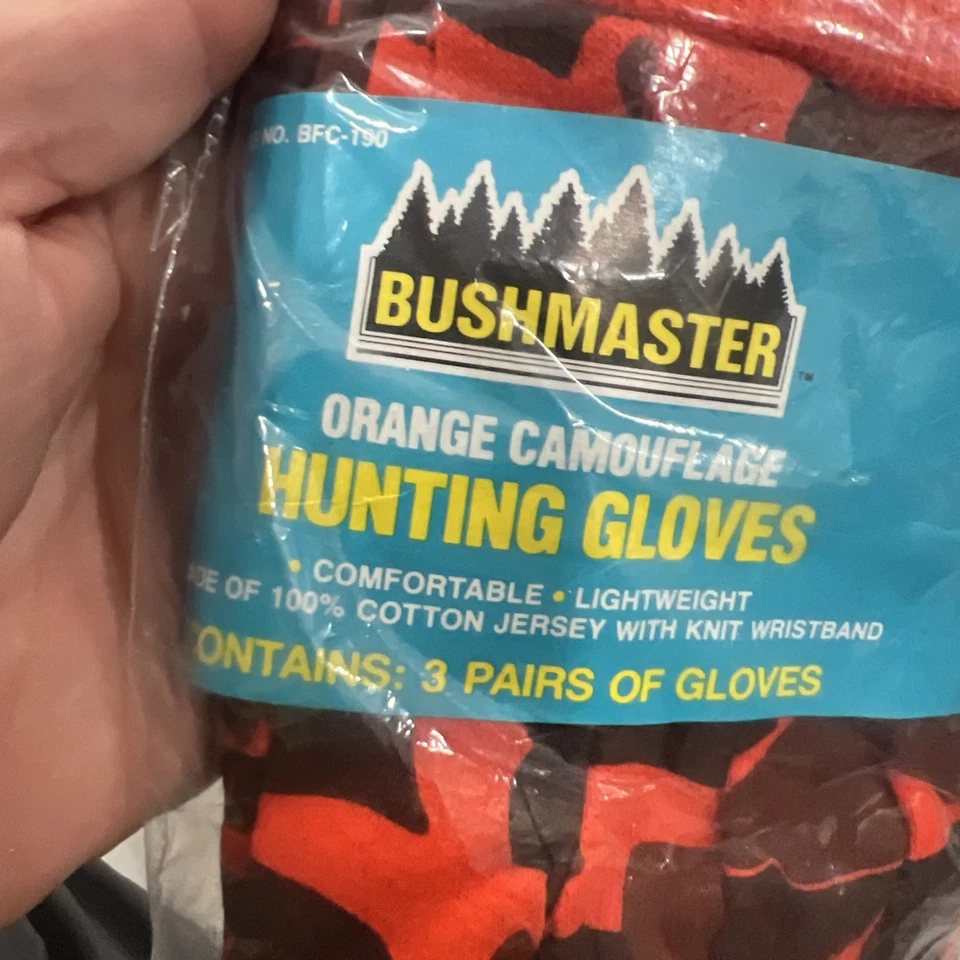 NO. BFC-190
BUSHMASTER™
ORANGE CAMOUFLAGE
HUNTING GLOVES
• COMFORTABLE • LIGHTWEIGHT
OF 100% COTTON JERSEY WITH KNIT WRISTBAND
CONTAINS: 3 PAIRS OF GLOVES